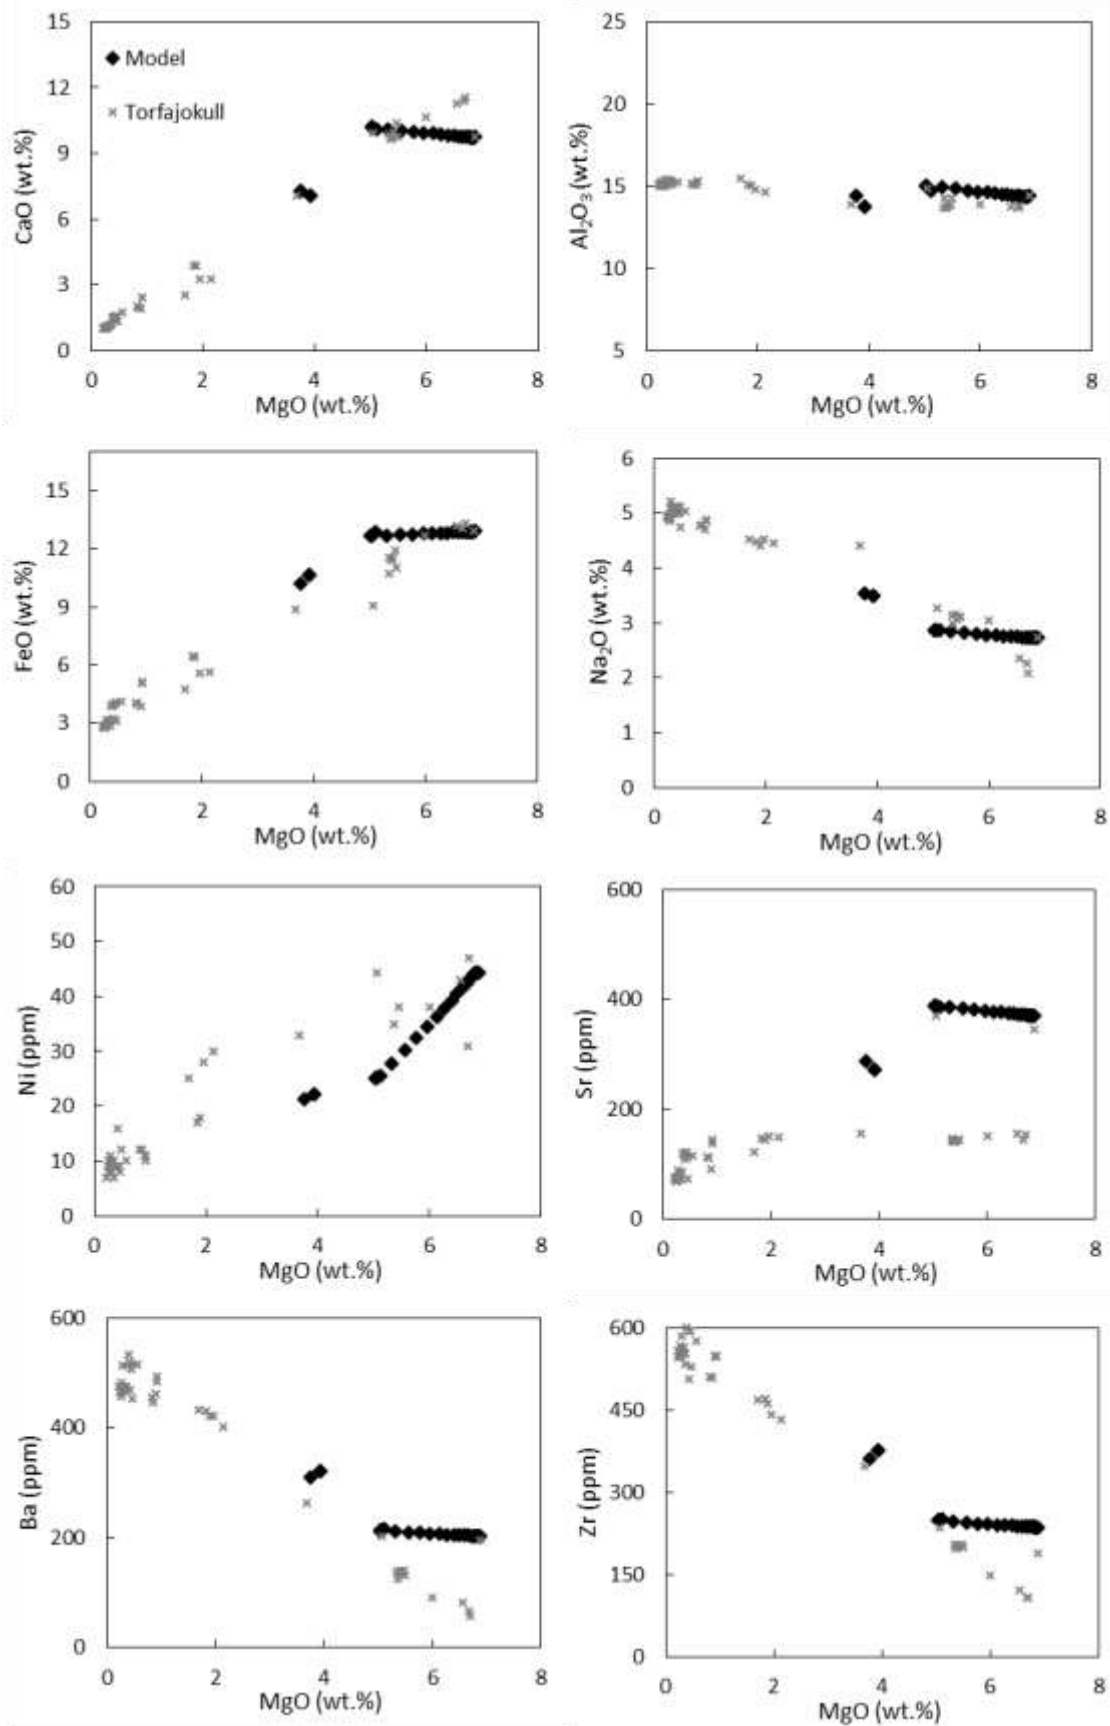 15
12
9
6
3
0
CaO (wt.%)
Model
Torfajokull
0 2 4 6 8
MgO (wt.%)
25
20
15
10
5
Al₂O₃ (wt.%)
0 2 4 6 8
MgO (wt.%)
15
12
9
6
3
0
FeO (wt.%)
0 2 4 6 8
MgO (wt.%)
6
5
4
3
2
1
0
Na₂O (wt.%)
0 2 4 6 8
MgO (wt.%)
60
50
40
30
20
10
0
Ni (ppm)
0 2 4 6 8
MgO (wt.%)
600
400
200
0
Sr (ppm)
0 2 4 6 8
MgO (wt.%)
600
400
200
0
Ba (ppm)
0 2 4 6 8
MgO (wt.%)
600
450
300
150
0
Zr (ppm)
0 2 4 6 8
MgO (wt.%)